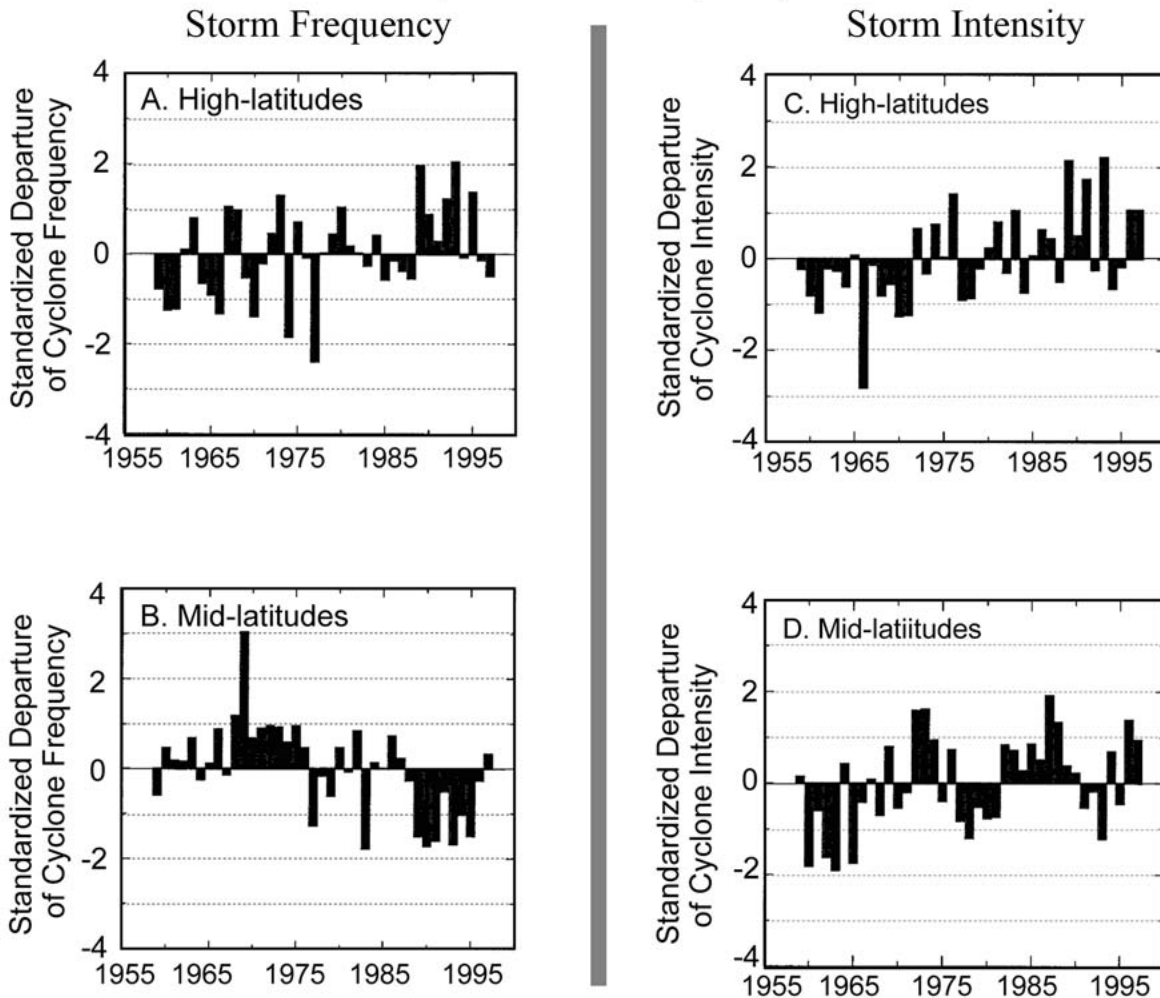 Storm Frequency
Standardized Departure
of Cyclone Frequency
A. High-latitudes
4
2
0
-2
-4
1955 1965 1975 1985 1995
Standardized Departure
of Cyclone Frequency
B. Mid-latitudes
4
2
0
-2
-4
1955 1965 1975 1985 1995
Storm Intensity
Standardized Departure
of Cyclone Intensity
C. High-latitudes
4
2
0
-2
-4
1955 1965 1975 1985 1995
Standardized Departure
of Cyclone Intensity
D. Mid-latiitudes
4
2
0
-2
-4
1955 1965 1975 1985 1995